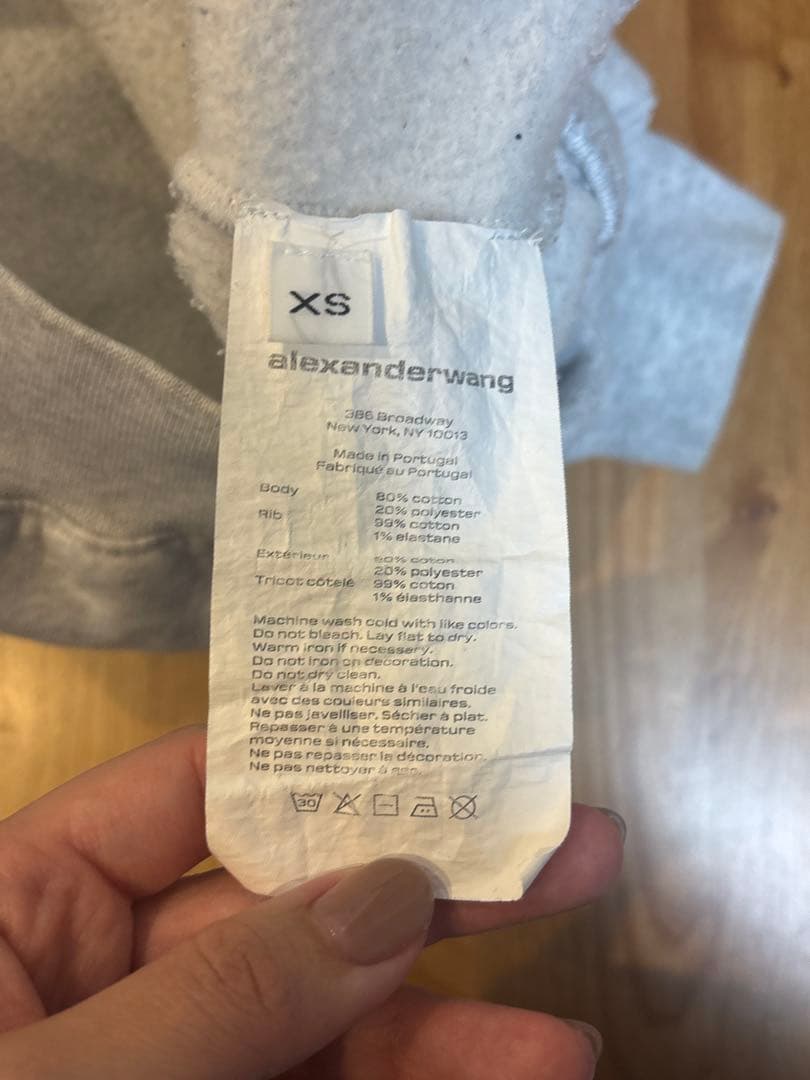 XS
alexanderwang
386 Broadway
New York, NY 10013
Made in Portugal
Fabriqué au Portugal
Body 80% cotton
20% polyester
Rib 99% cotton
1% elastane
Extérieur 80% coton
20% polyester
Tricot côtelé 99% coton
1% élasthanne
Machine wash cold with like colors.
Do not bleach. Lay flat to dry.
Warm iron if necessary.
Do not iron on decoration.
Do not dry clean.
Laver à la machine à l'eau froide
avec des couleurs similaires.
Ne pas javelliser. Sécher à plat.
Repasser à une température
moyenne si nécessaire.
Ne pas repasser la décoration.
Ne pas nettoyer à sec.
30